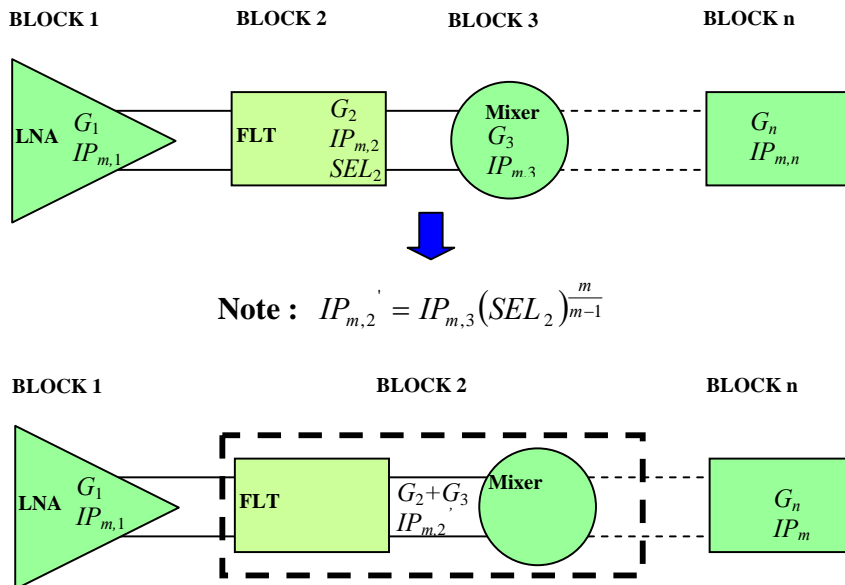 BLOCK 1 BLOCK 2 BLOCK 3 BLOCK n
LNA G₁ IPₘ,₁
FLT G₂ IPₘ,₂ SEL₂
Mixer G₃ IPₘ,₃
Gₙ IPₘ,ₙ
Note : IPₘ,₂' = IPₘ,₃(SEL₂)^(m/(m−1))
BLOCK 1 BLOCK 2 BLOCK n
LNA G₁ IPₘ,₁
FLT
G₂+G₃ IPₘ,₂'
Mixer
Gₙ IPₘ